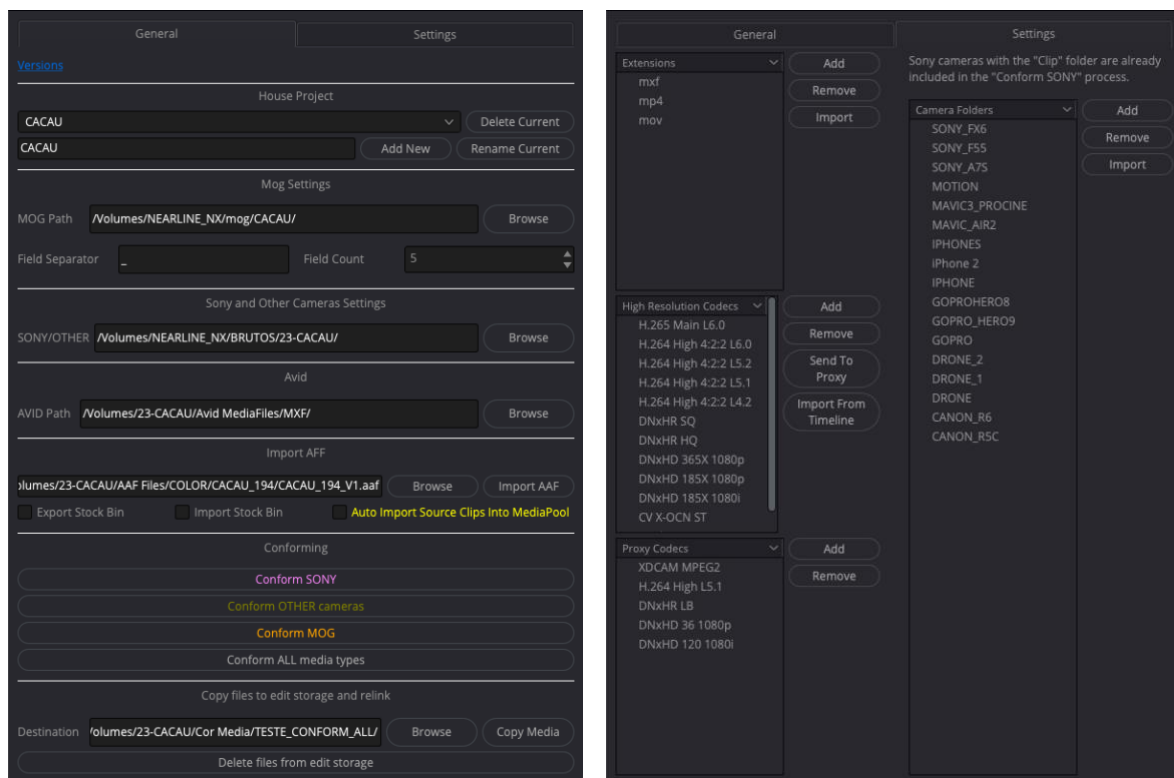 General
Settings
Versions
House Project
CACAU
Delete Current
CACAU
Add New
Rename Current
Mog Settings
MOG Path
/Volumes/NEARLINE_NX/mog/CACAU/
Browse
Field Separator
_
Field Count
5
Sony and Other Cameras Settings
SONY/OTHER
/Volumes/NEARLINE_NX/BRUTOS/23-CACAU/
Browse
Avid
AVID Path
/Volumes/23-CACAU/Avid MediaFiles/MXF/
Browse
Import AFF
olumes/23-CACAU/AAF Files/COLOR/CACAU_194/CACAU_194_V1.aaf
Browse
Import AAF
Export Stock Bin
Import Stock Bin
Auto Import Source Clips Into MediaPool
Conforming
Conform SONY
Conform OTHER cameras
Conform MOG
Conform ALL media types
Copy files to edit storage and relink
Destination
/olumes/23-CACAU/Cor Media/TESTE_CONFORM_ALL/
Browse
Copy Media
Delete files from edit storage
General
Settings
Extensions
mxf
mp4
mov
Add
Remove
Import
High Resolution Codecs
H.265 Main L6.0
H.264 High 4:2:2 L6.0
H.264 High 4:2:2 L5.2
H.264 High 4:2:2 L5.1
H.264 High 4:2:2 L4.2
DNxHR SQ
DNxHR HQ
DNxHD 365X 1080p
DNxHD 185X 1080p
DNxHD 185X 1080i
CV X-OCN ST
Add
Remove
Send To
Proxy
Import From
Timeline
Proxy Codecs
XDCAM MPEG2
H.264 High L5.1
DNxHR LB
DNxHD 36 1080p
DNxHD 120 1080i
Add
Remove
Sony cameras with the "Clip" folder are already
included in the "Conform SONY" process.
Camera Folders
SONY_FX6
SONY_F55
SONY_A7S
MOTION
MAVIC3_PROCINE
MAVIC_AIR2
IPHONES
iPhone 2
IPHONE
GOPROHERO8
GOPRO_HERO9
GOPRO
DRONE_2
DRONE_1
DRONE
CANON_R6
CANON_R5C
Add
Remove
Import